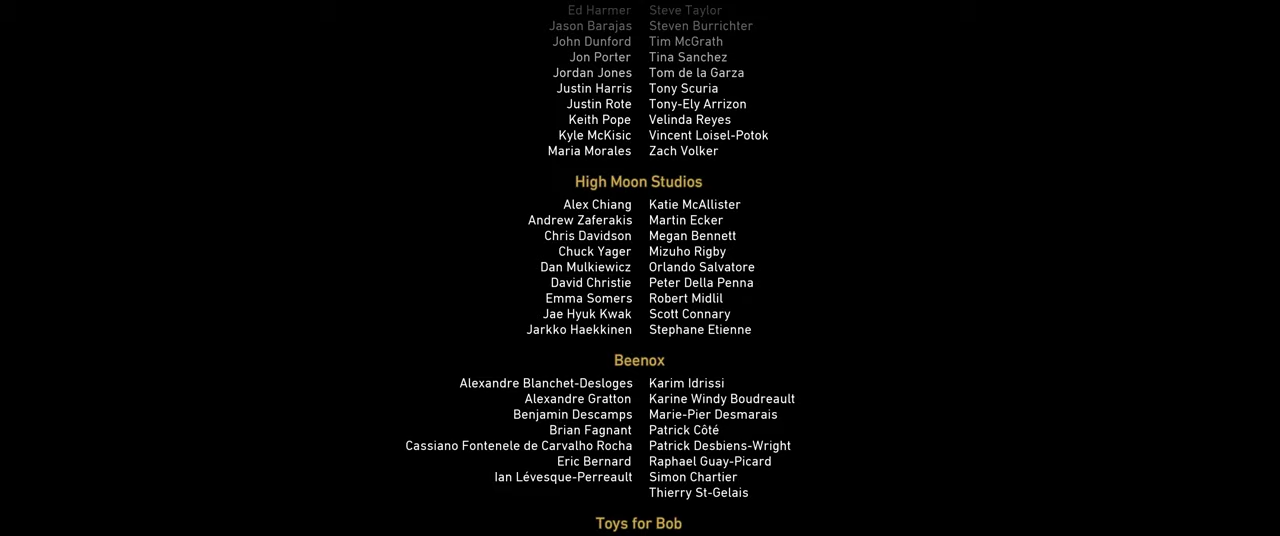 Ed Harmer Steve Taylor
Jason Barajas Steven Burrichter
John Dunford Tim McGrath
Jon Porter Tina Sanchez
Jordan Jones Tom de la Garza
Justin Harris Tony Scuria
Justin Rote Tony-Ely Arrizon
Keith Pope Velinda Reyes
Kyle McKisic Vincent Loisel-Potok
Maria Morales Zach Volker
High Moon Studios
Alex Chiang Katie McAllister
Andrew Zaferakis Martin Ecker
Chris Davidson Megan Bennett
Chuck Yager Mizuho Rigby
Dan Mulkiewicz Orlando Salvatore
David Christie Peter Della Penna
Emma Somers Robert Midlil
Jae Hyuk Kwak Scott Connary
Jarkko Haekkinen Stephane Etienne
Beenox
Alexandre Blanchet-Desloges Karim Idrissi
Alexandre Gratton Karine Windy Boudreault
Benjamin Descamps Marie-Pier Desmarais
Brian Fagnant Patrick Côté
Cassiano Fontenele de Carvalho Rocha Patrick Desbiens-Wright
Eric Bernard Raphael Guay-Picard
Ian Lévesque-Perreault Simon Chartier
Thierry St-Gelais
Toys for Bob